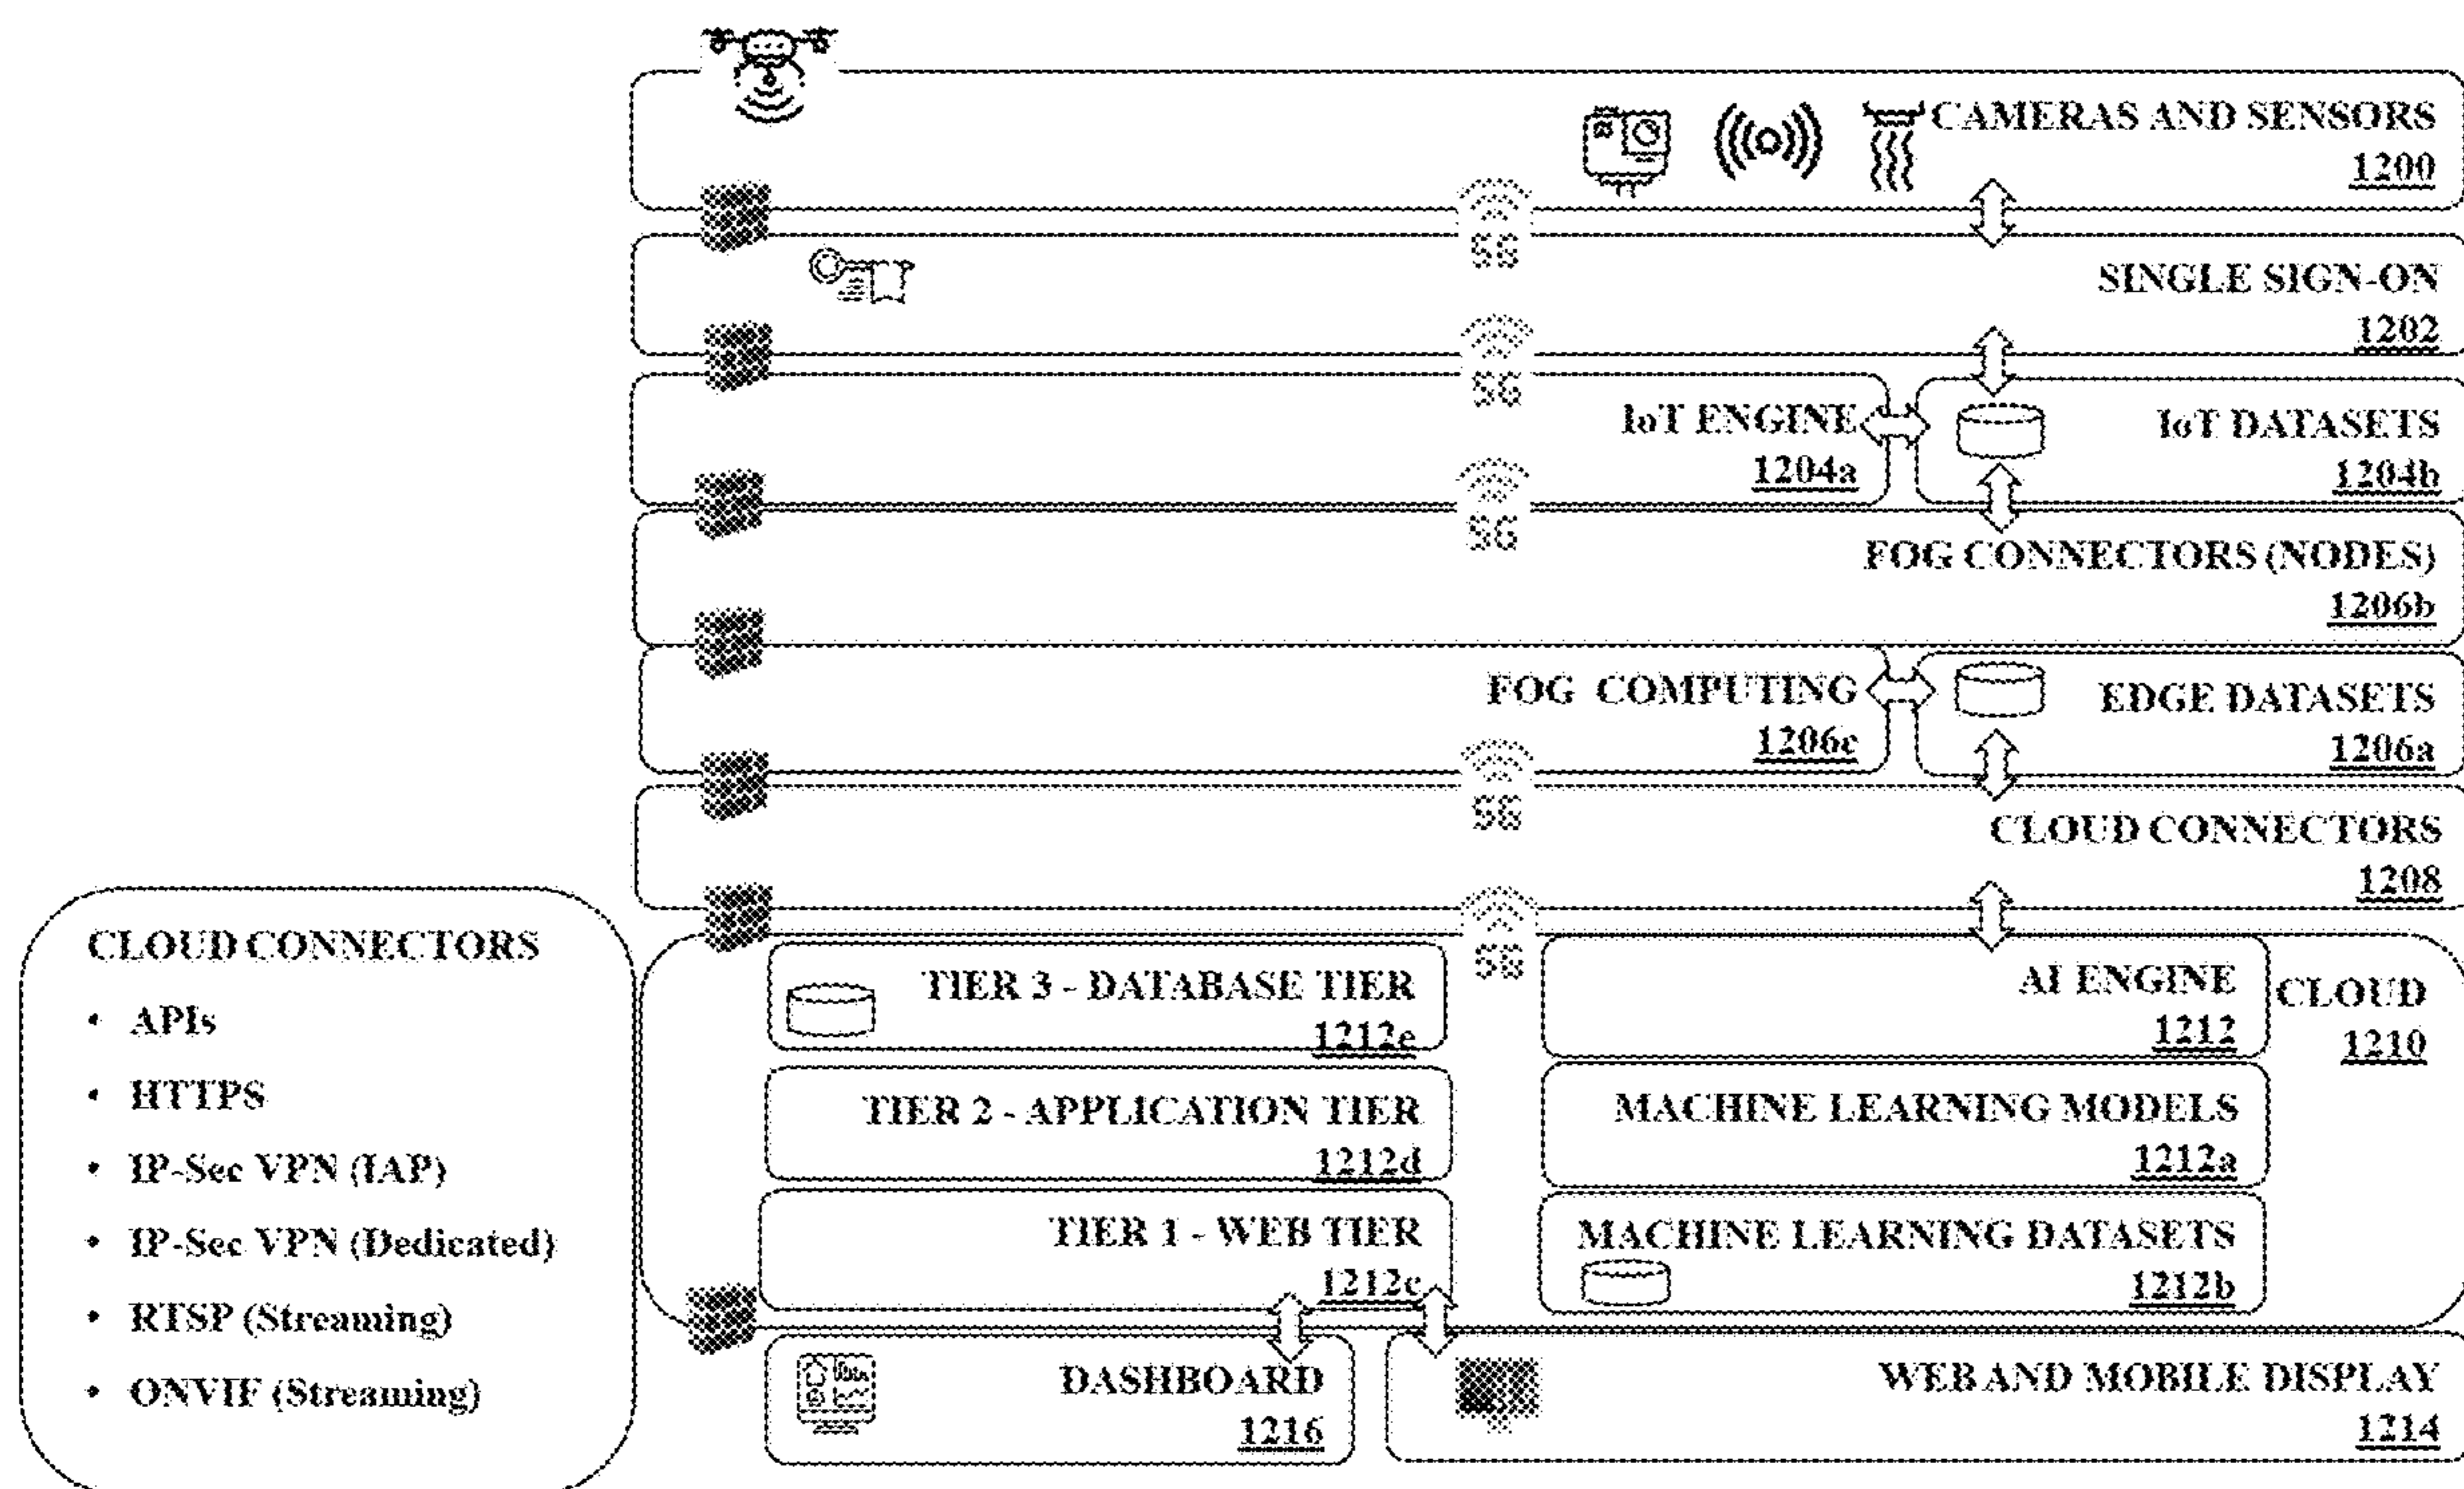 CAMERAS AND SENSORS
1200
5G
SINGLE SIGN-ON
1202
5G
IoT ENGINE
1204a
IoT DATASETS
1204b
5G
FOG CONNECTORS (NODES)
1206b
FOG COMPUTING
1206c
EDGE DATASETS
1206a
5G
CLOUD CONNECTORS
1208
5G
CLOUD CONNECTORS
• APIs
• HTTPS
• IP-Sec VPN (IAP)
• IP-Sec VPN (Dedicated)
• RTSP (Streaming)
• ONVIF (Streaming)
TIER 3 - DATABASE TIER
1212e
TIER 2 - APPLICATION TIER
1212d
TIER 1 - WEB TIER
1212c
AI ENGINE
1212
MACHINE LEARNING MODELS
1212a
MACHINE LEARNING DATASETS
1212b
CLOUD
1210
DASHBOARD
1216
WEB AND MOBILE DISPLAY
1214